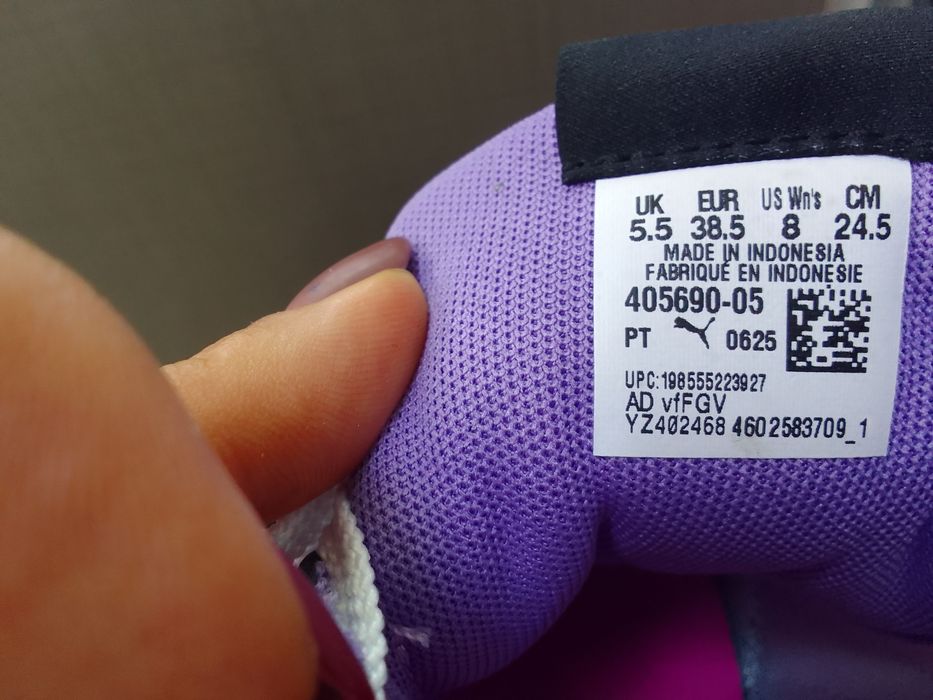 UK EUR US Wn's CM
5.5 38.5 8 24.5
MADE IN INDONESIA
FABRIQUÉ EN INDONESIE
405690-05
PT 0625
UPC:198555223927
AD vfFGV
YZ402468 4602583709_1